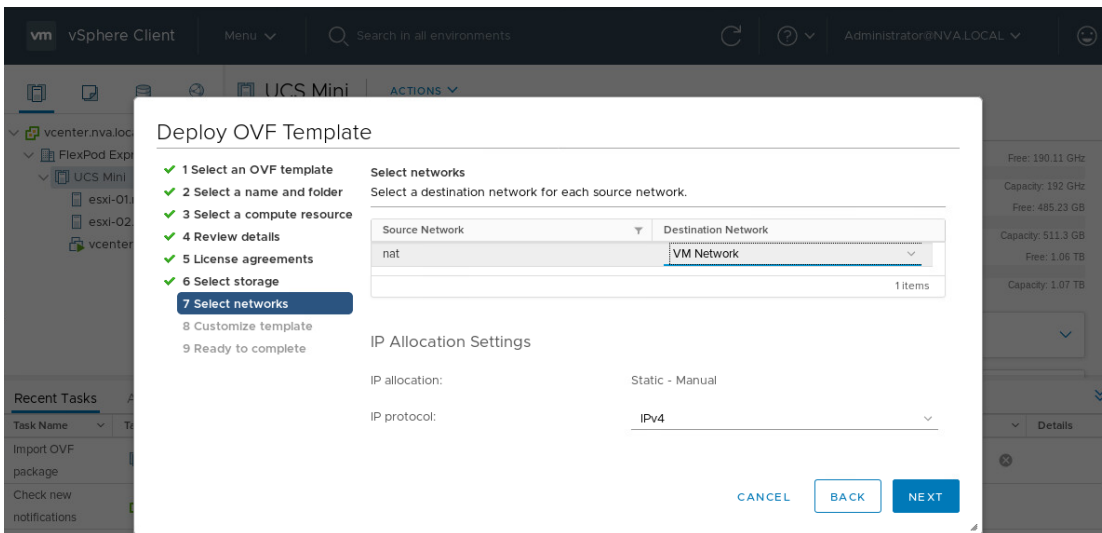 vm vSphere Client Menu Search in all environments Administrator@NVA.LOCAL
UCS Mini ACTIONS
vcenter.nva.loc
FlexPod Expr
UCS Mini
esxi-01.
esxi-02.
vcenter
Free: 190.11 GHz
Capacity: 192 GHz
Free: 485.23 GB
Capacity: 511.3 GB
Free: 1.06 TB
Capacity: 1.07 TB
Deploy OVF Template
1 Select an OVF template
2 Select a name and folder
3 Select a compute resource
4 Review details
5 License agreements
6 Select storage
7 Select networks
8 Customize template
9 Ready to complete
Select networks
Select a destination network for each source network.
Source Network Destination Network
nat VM Network
1 items
IP Allocation Settings
IP allocation: Static - Manual
IP protocol: IPv4
CANCEL BACK NEXT
Recent Tasks A
Task Name Ta Details
Import OVF
package
Check new
notifications